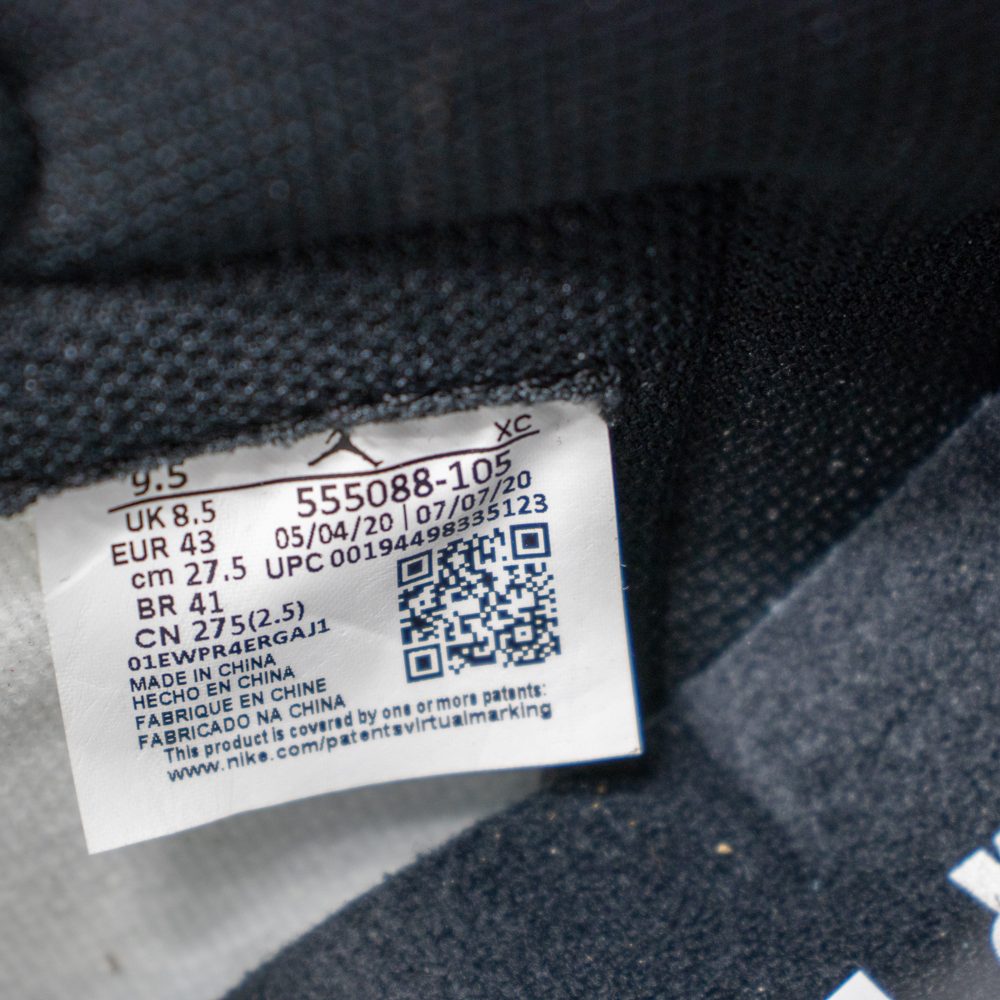 XC
9.5
555088-105
UK 8.5
05/04/20 | 07/07/20
EUR 43
UPC 00194498335123
cm 27.5
BR 41
CN 275(2.5)
01EWPR4ERGAJ1
MADE IN CHINA
HECHO EN CHINA
FABRIQUE EN CHINE
FABRICADO NA CHINA
This product is covered by one or more patents:
www.nike.com/patentsvirtualmarking